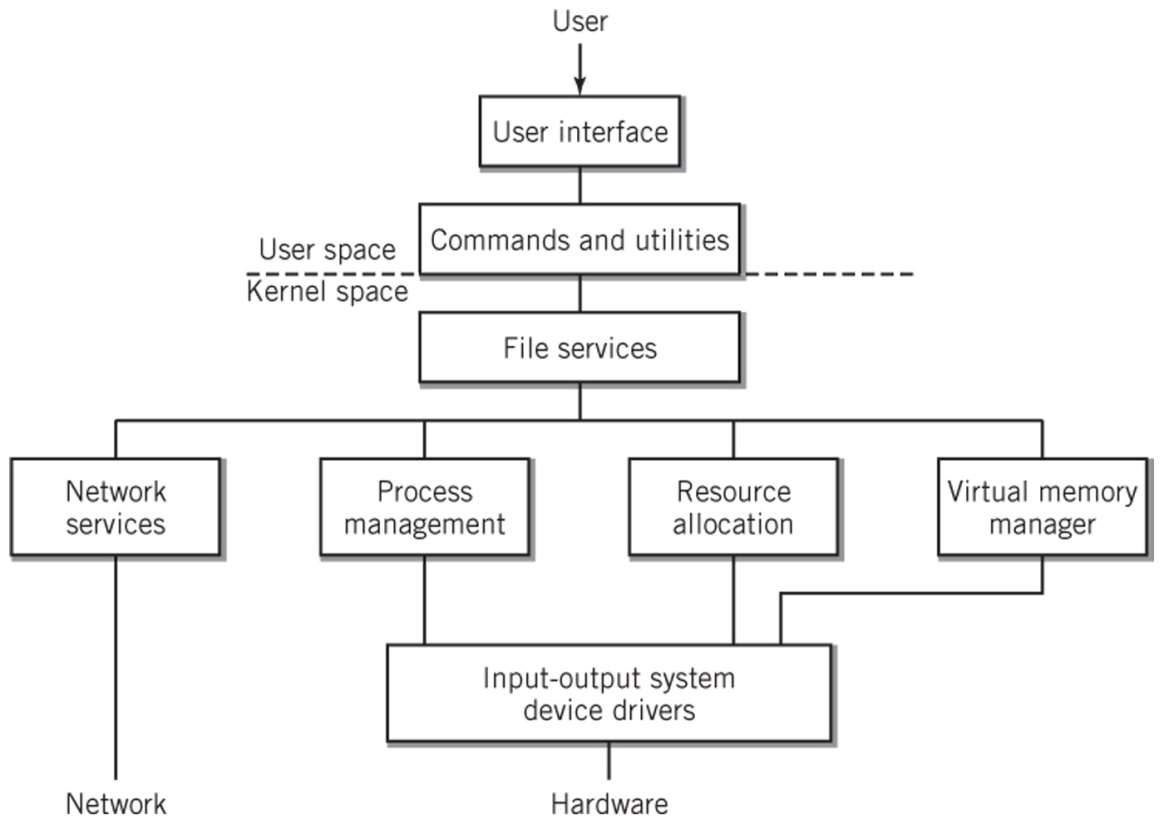 User
User interface
Commands and utilities
User space
Kernel space
File services
Network
services
Process
management
Resource
allocation
Virtual memory
manager
Input-output system
device drivers
Network
Hardware